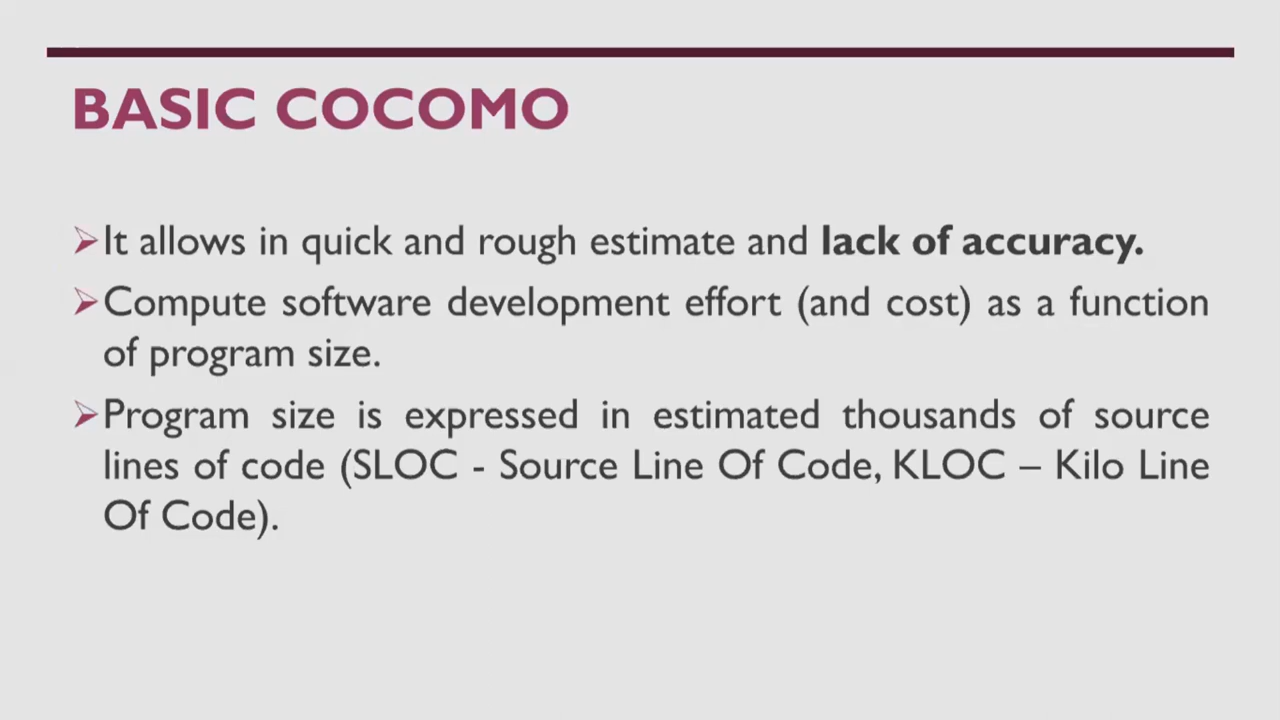 BASIC COCOMO
➢It allows in quick and rough estimate and lack of accuracy.
➢Compute software development effort (and cost) as a function
of program size.
➢Program size is expressed in estimated thousands of source
lines of code (SLOC - Source Line Of Code, KLOC – Kilo Line
Of Code).